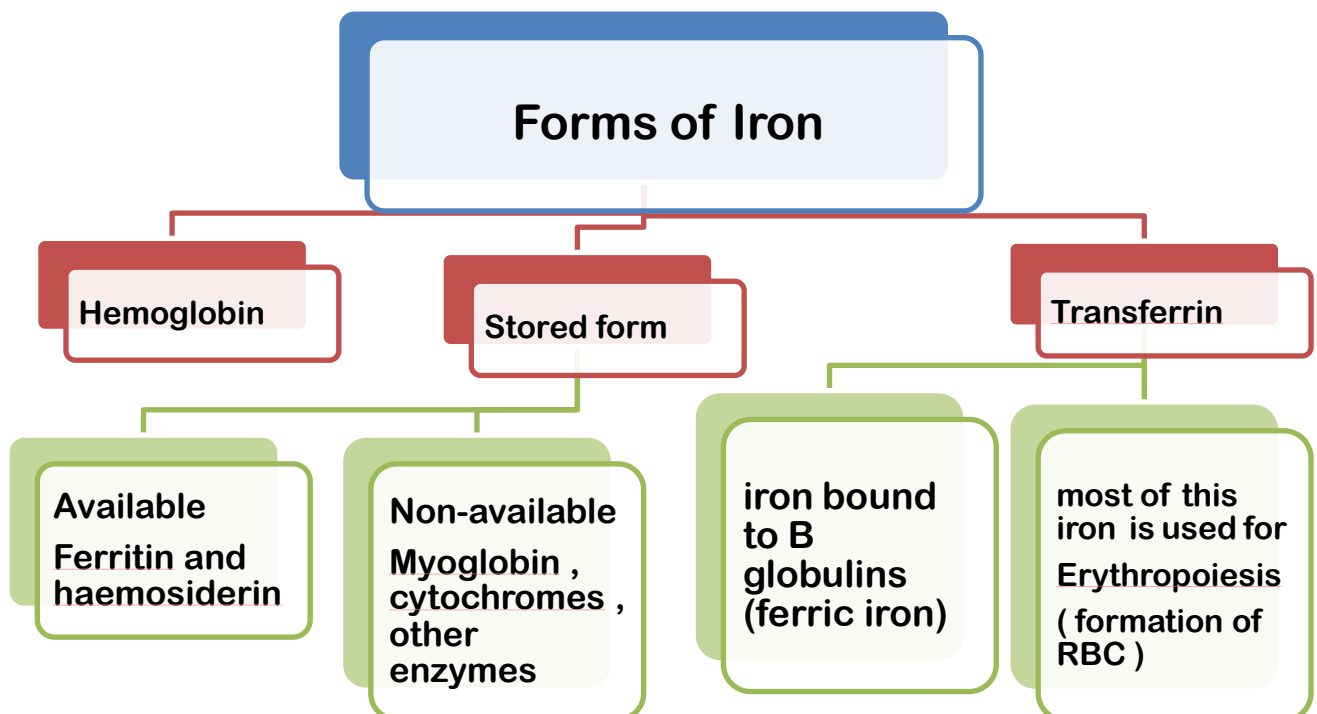 Forms of Iron
Hemoglobin
Stored form
Transferrin
Available
Ferritin and
haemosiderin
Non-available
Myoglobin ,
cytochromes ,
other
enzymes
iron bound
to B
globulins
(ferric iron)
most of this
iron is used for
Erythropoiesis
( formation of
RBC )